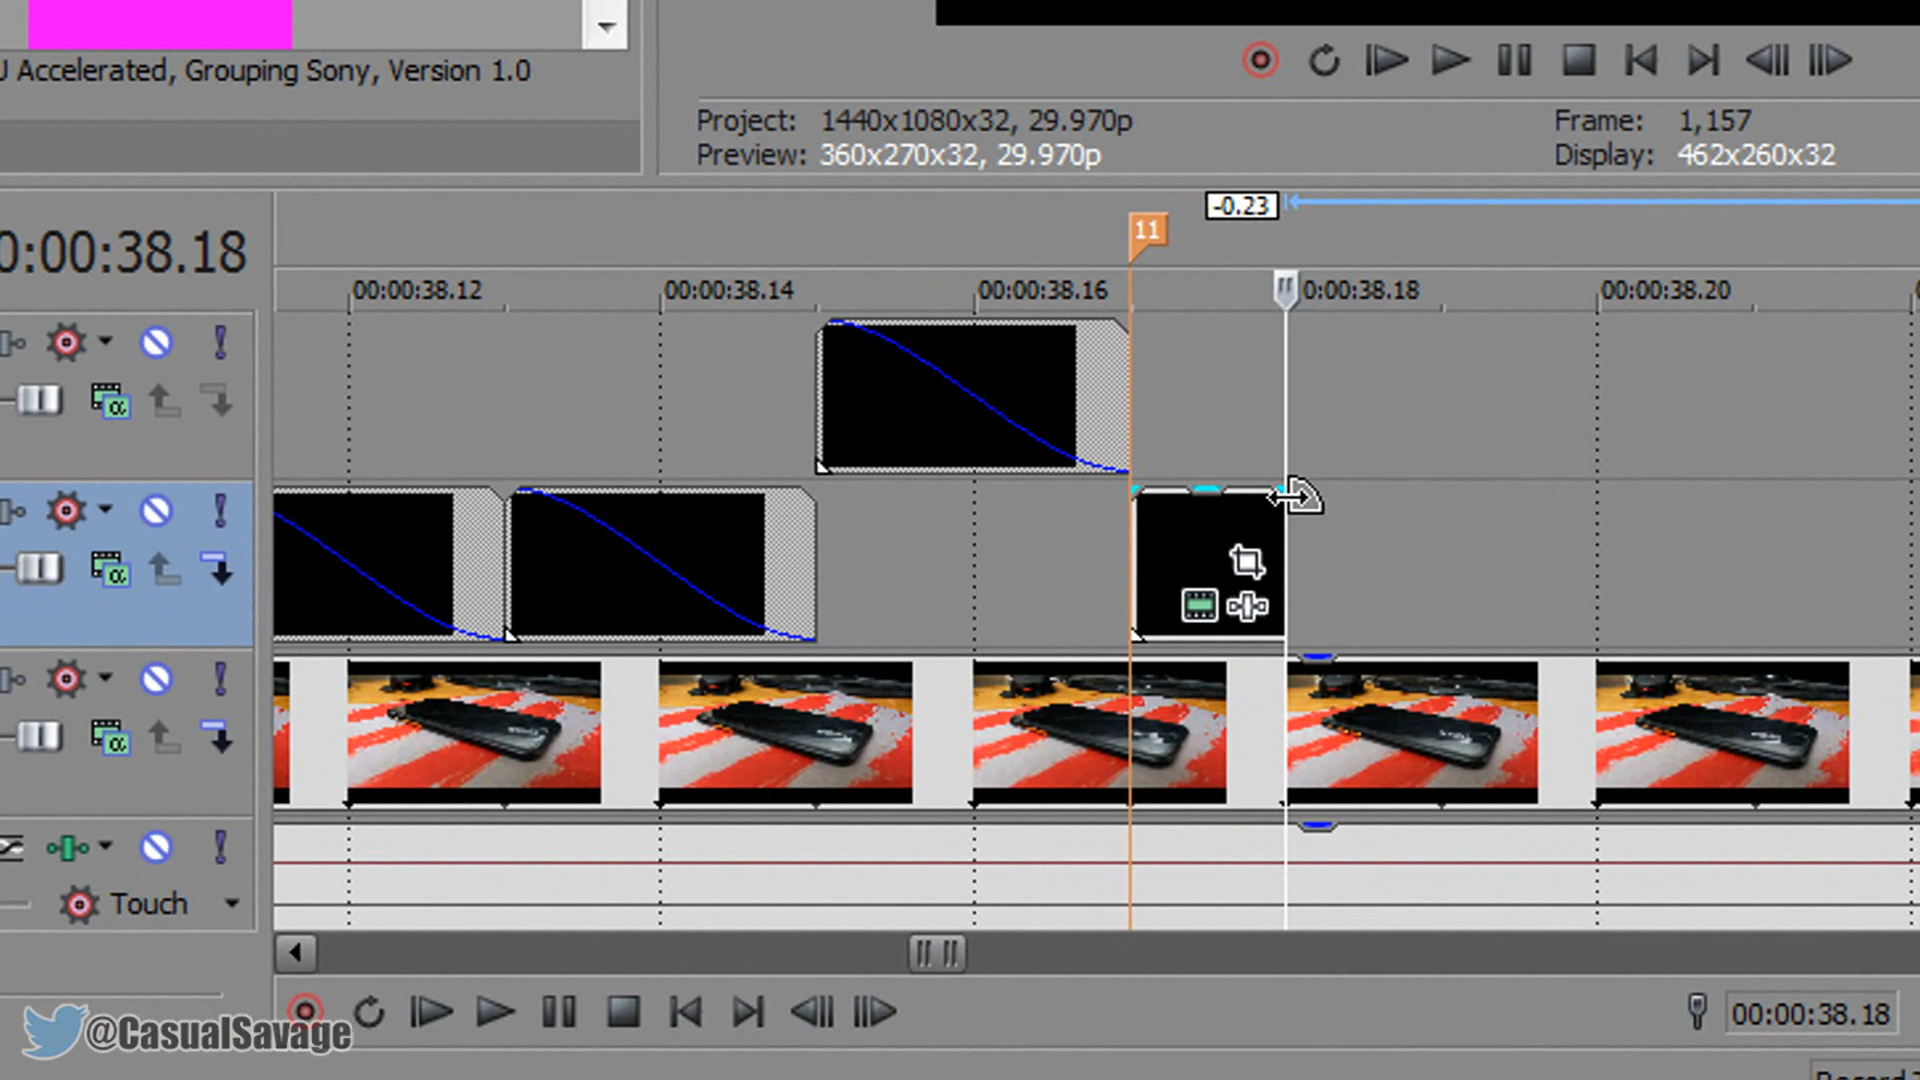 Accelerated, Grouping Sony, Version 1.0
Project: 1440x1080x32, 29.970p
Preview: 360x270x32, 29.970p
Frame: 1,157
Display: 462x260x32
-0.23
11
0:00:38.18
00:00:38.12
00:00:38.14
00:00:38.16
0:00:38.18
00:00:38.20
Touch
@CasualSavage
00:00:38.18